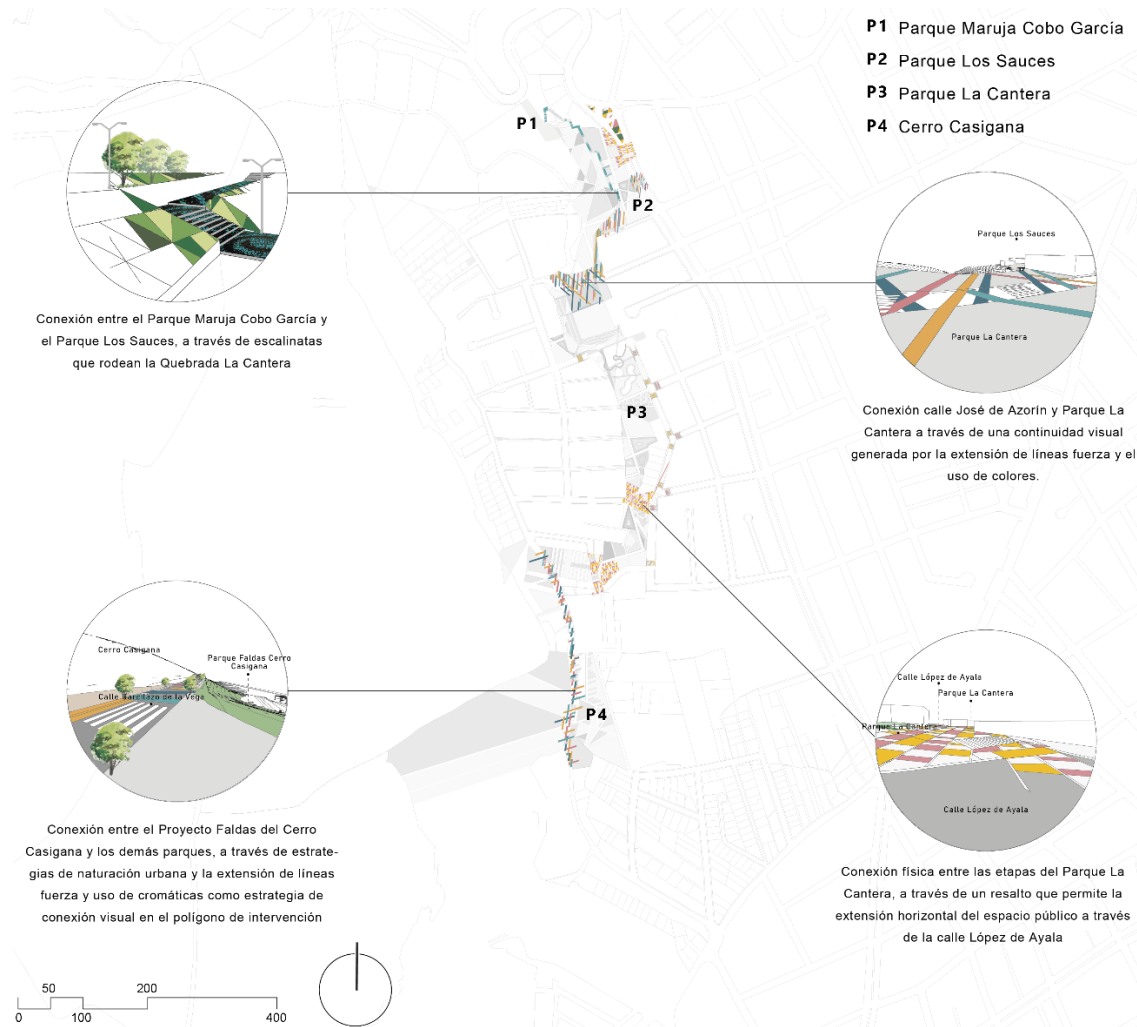 P1 Parque Maruja Cobo García
P2 Parque Los Sauces
P3 Parque La Cantera
P4 Cerro Casigana
P1
P2
P3
P4
Conexión entre el Parque Maruja Cobo García y
el Parque Los Sauces, a través de escalinatas
que rodean la Quebrada La Cantera
Parque Los Sauces
Parque La Cantera
Conexión calle José de Azorín y Parque La
Cantera a través de una continuidad visual
generada por la extensión de líneas fuerza y el
uso de colores.
Cerro Casigana
Parque Faldas Cerro
Casigana
Calle Garcilazo de la Vega
Conexión entre el Proyecto Faldas del Cerro
Casigana y los demás parques, a través de estrate-
gias de naturación urbana y la extensión de líneas
fuerza y uso de cromáticas como estrategia de
conexión visual en el polígono de intervención
Calle López de Ayala
Parque La Cantera
Parque La Cantera
Calle López de Ayala
Conexión física entre las etapas del Parque La
Cantera, a través de un resalto que permite la
extensión horizontal del espacio público a través
de la calle López de Ayala
50 200
0 100 400